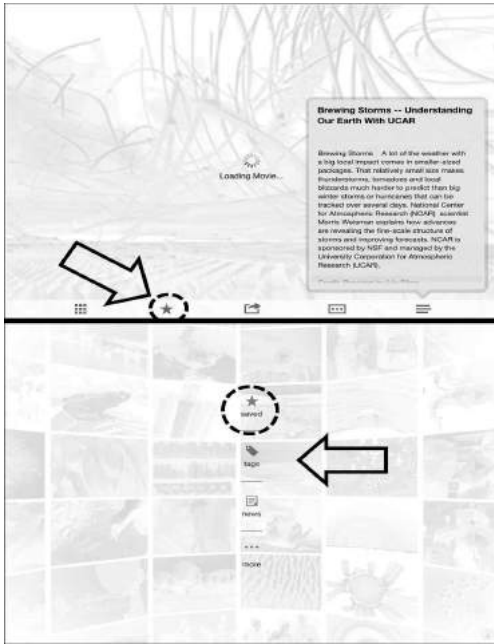 Brewing Storms -- Understanding
Our Earth With UCAR
Brewing Storms A lot of the weather with
a big local impact comes in smaller-sized
packages. That relatively small size makes
thunderstorms, tornadoes and local
blizzards much harder to predict than big
winter storms or hurricanes that can be
tracked over several days. National Center
for Atmospheric Research (NCAR) scientist
Morris Weisman explains how advances
are revealing the fine-scale structure of
storms and improving forecasts. NCAR is
sponsored by NSF and managed by the
University Corporation for Atmospheric
Research (UCAR).
Loading Movie...
saved
tags
news
more